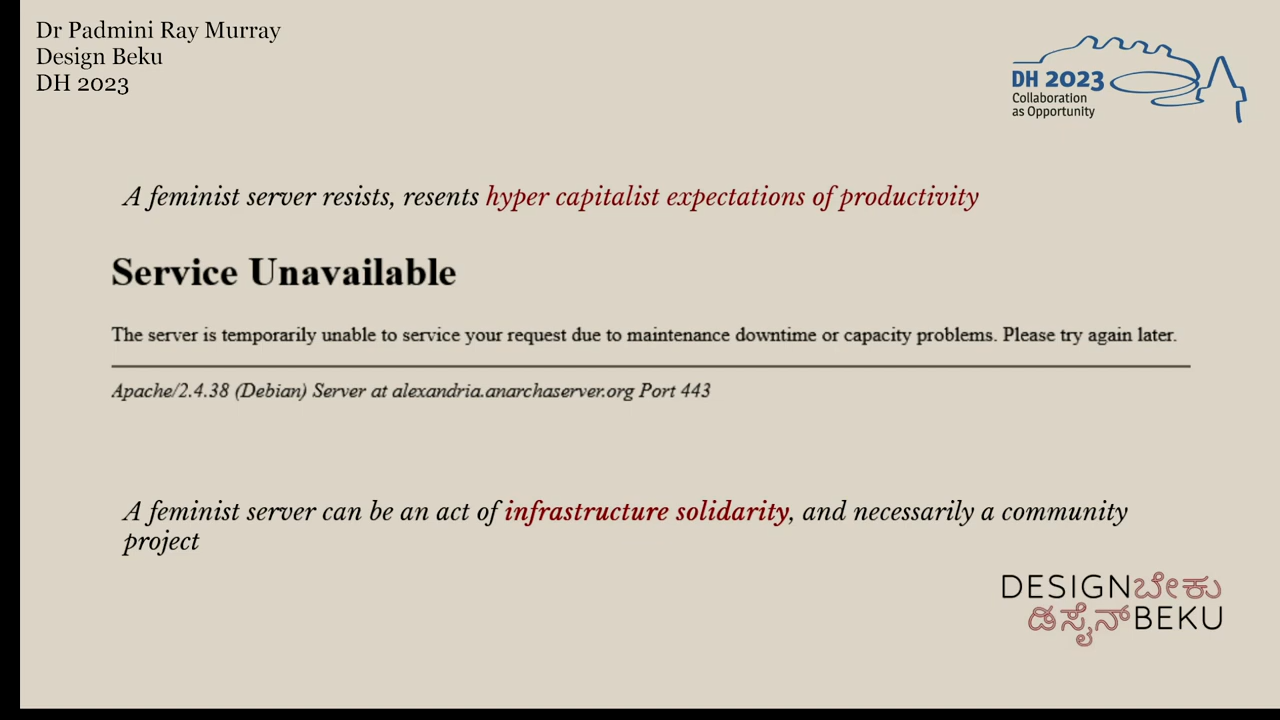 Dr Padmini Ray Murray
Design Beku
DH 2023
DH 2023
Collaboration
as Opportunity
A feminist server resists, resents hyper capitalist expectations of productivity
Service Unavailable
The server is temporarily unable to service your request due to maintenance downtime or capacity problems. Please try again later.
Apache/2.4.38 (Debian) Server at alexandria.anarchaserver.org Port 443
A feminist server can be an act of infrastructure solidarity, and necessarily a community
project
DESIGNಬೇಕು
ಡಿಸೈನ್BEKU